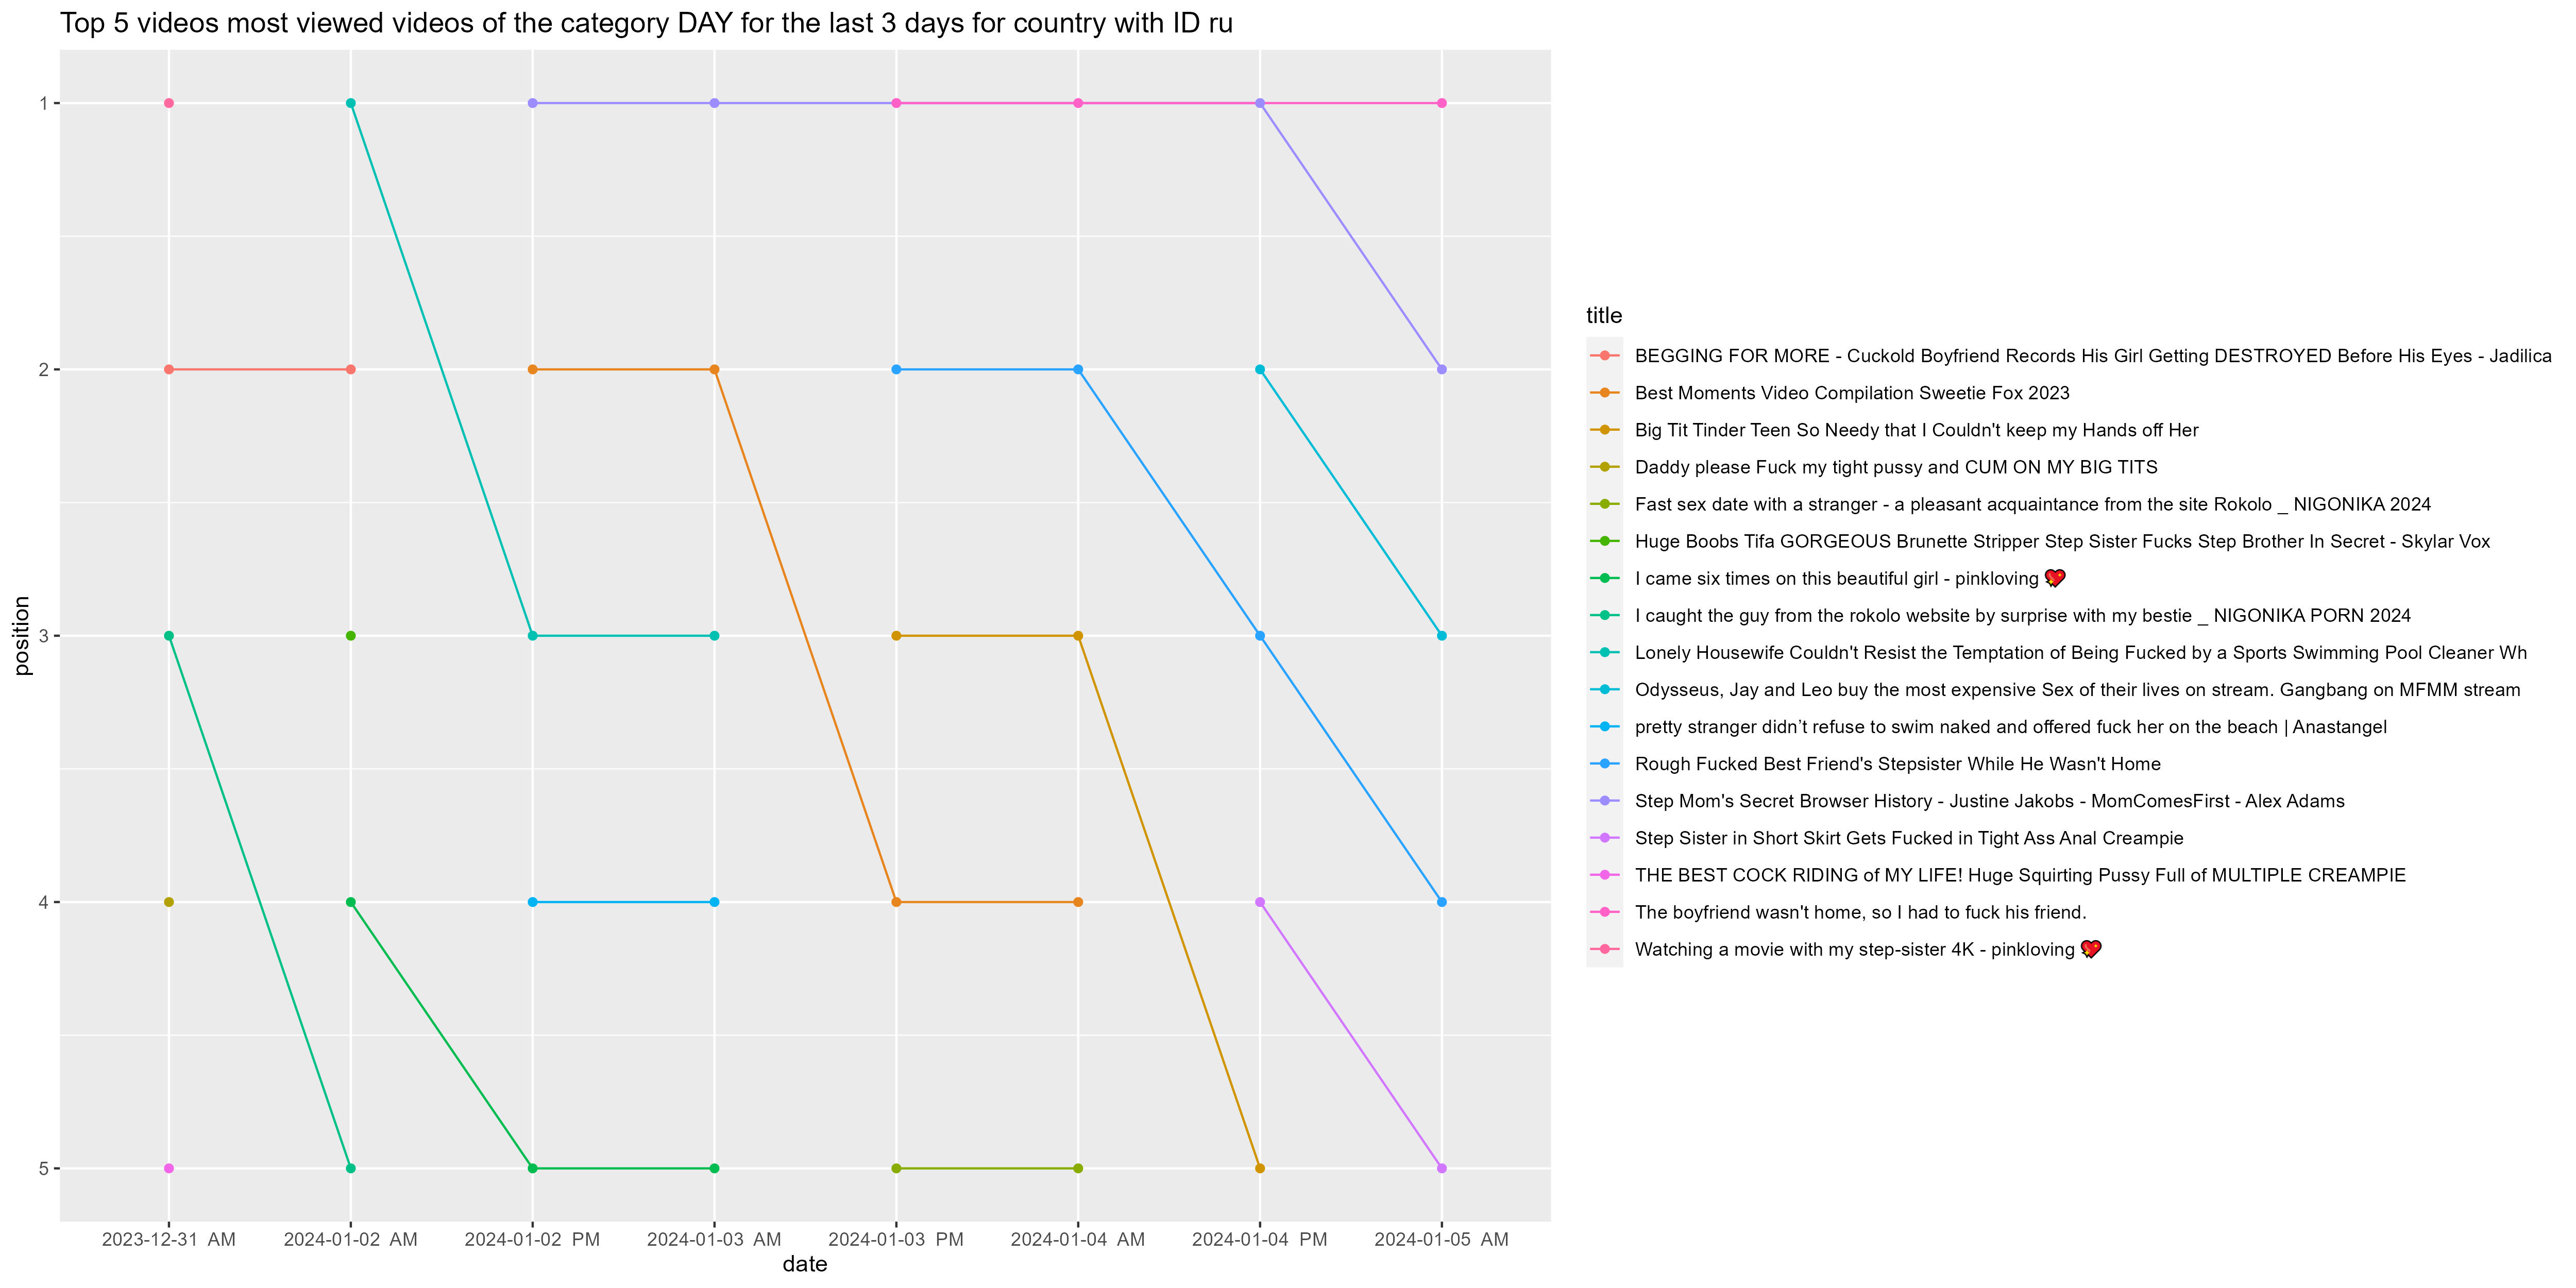 Top 5 videos most viewed videos of the category DAY for the last 3 days for country with ID ru
position
1
2
3
4
5
2023-12-31 AM
2024-01-02 AM
2024-01-02 PM
2024-01-03 AM
2024-01-03 PM
2024-01-04 AM
2024-01-04 PM
2024-01-05 AM
date
title
BEGGING FOR MORE - Cuckold Boyfriend Records His Girl Getting DESTROYED Before His Eyes - Jadilica
Best Moments Video Compilation Sweetie Fox 2023
Big Tit Tinder Teen So Needy that I Couldn't keep my Hands off Her
Daddy please Fuck my tight pussy and CUM ON MY BIG TITS
Fast sex date with a stranger - a pleasant acquaintance from the site Rokolo _ NIGONIKA 2024
Huge Boobs Tifa GORGEOUS Brunette Stripper Step Sister Fucks Step Brother In Secret - Skylar Vox
I came six times on this beautiful girl - pinkloving 💖
I caught the guy from the rokolo website by surprise with my bestie _ NIGONIKA PORN 2024
Lonely Housewife Couldn't Resist the Temptation of Being Fucked by a Sports Swimming Pool Cleaner Wh
Odysseus, Jay and Leo buy the most expensive Sex of their lives on stream. Gangbang on MFMM stream
pretty stranger didn’t refuse to swim naked and offered fuck her on the beach | Anastangel
Rough Fucked Best Friend's Stepsister While He Wasn't Home
Step Mom's Secret Browser History - Justine Jakobs - MomComesFirst - Alex Adams
Step Sister in Short Skirt Gets Fucked in Tight Ass Anal Creampie
THE BEST COCK RIDING of MY LIFE! Huge Squirting Pussy Full of MULTIPLE CREAMPIE
The boyfriend wasn't home, so I had to fuck his friend.
Watching a movie with my step-sister 4K - pinkloving 💖